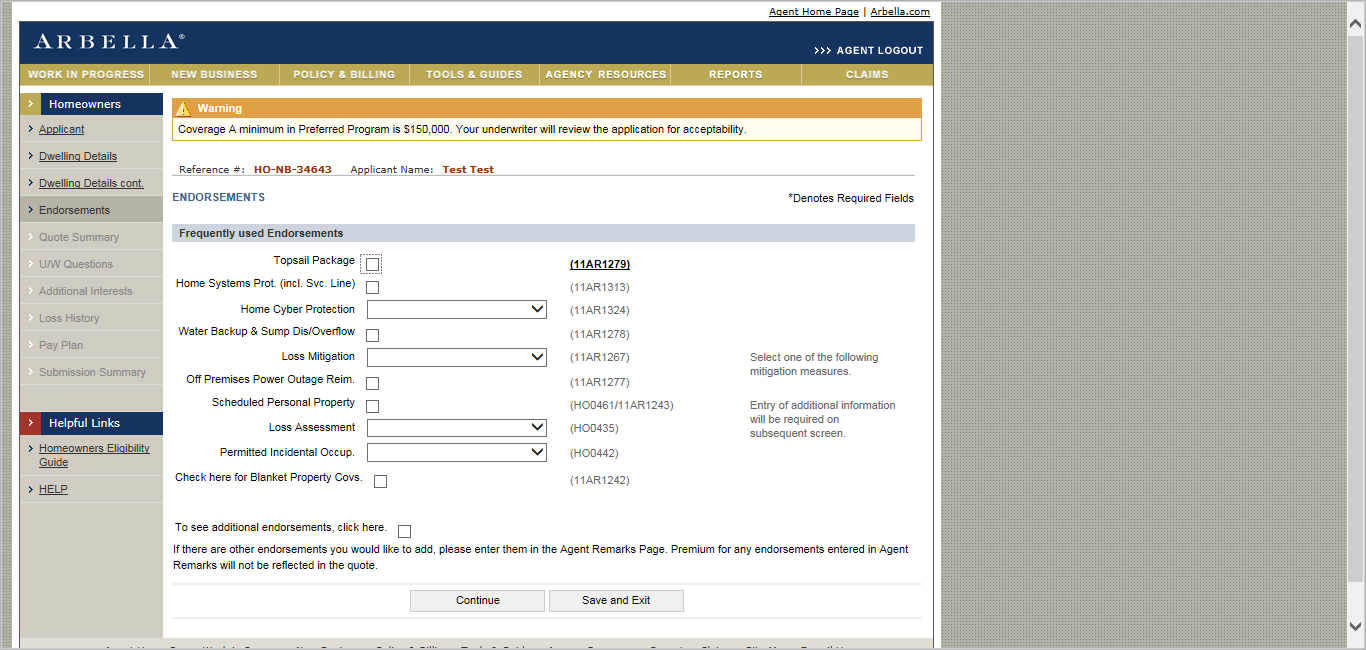 Agent Home Page | Arbella.com
ARBELLA®
>>> AGENT LOGOUT
WORK IN PROGRESS NEW BUSINESS POLICY & BILLING TOOLS & GUIDES AGENCY RESOURCES REPORTS CLAIMS
Homeowners
Applicant
Dwelling Details
Dwelling Details cont.
Endorsements
Quote Summary
U/W Questions
Additional Interests
Loss History
Pay Plan
Submission Summary
Helpful Links
Homeowners Eligibility
Guide
HELP
Warning
Coverage A minimum in Preferred Program is $150,000. Your underwriter will review the application for acceptability.
Reference #: HO-NB-34643 Applicant Name: Test Test
ENDORSEMENTS
*Denotes Required Fields
Frequently used Endorsements
Topsail Package (11AR1279)
Home Systems Prot. (incl. Svc. Line) (11AR1313)
Home Cyber Protection (11AR1324)
Water Backup & Sump Dis/Overflow (11AR1278)
Loss Mitigation (11AR1267) Select one of the following
mitigation measures.
Off Premises Power Outage Reim. (11AR1277)
Scheduled Personal Property (HO0461/11AR1243) Entry of additional information
will be required on
subsequent screen.
Loss Assessment (HO0435)
Permitted Incidental Occup. (HO0442)
Check here for Blanket Property Covs. (11AR1242)
To see additional endorsements, click here.
If there are other endorsements you would like to add, please enter them in the Agent Remarks Page. Premium for any endorsements entered in Agent
Remarks will not be reflected in the quote.
Continue Save and Exit